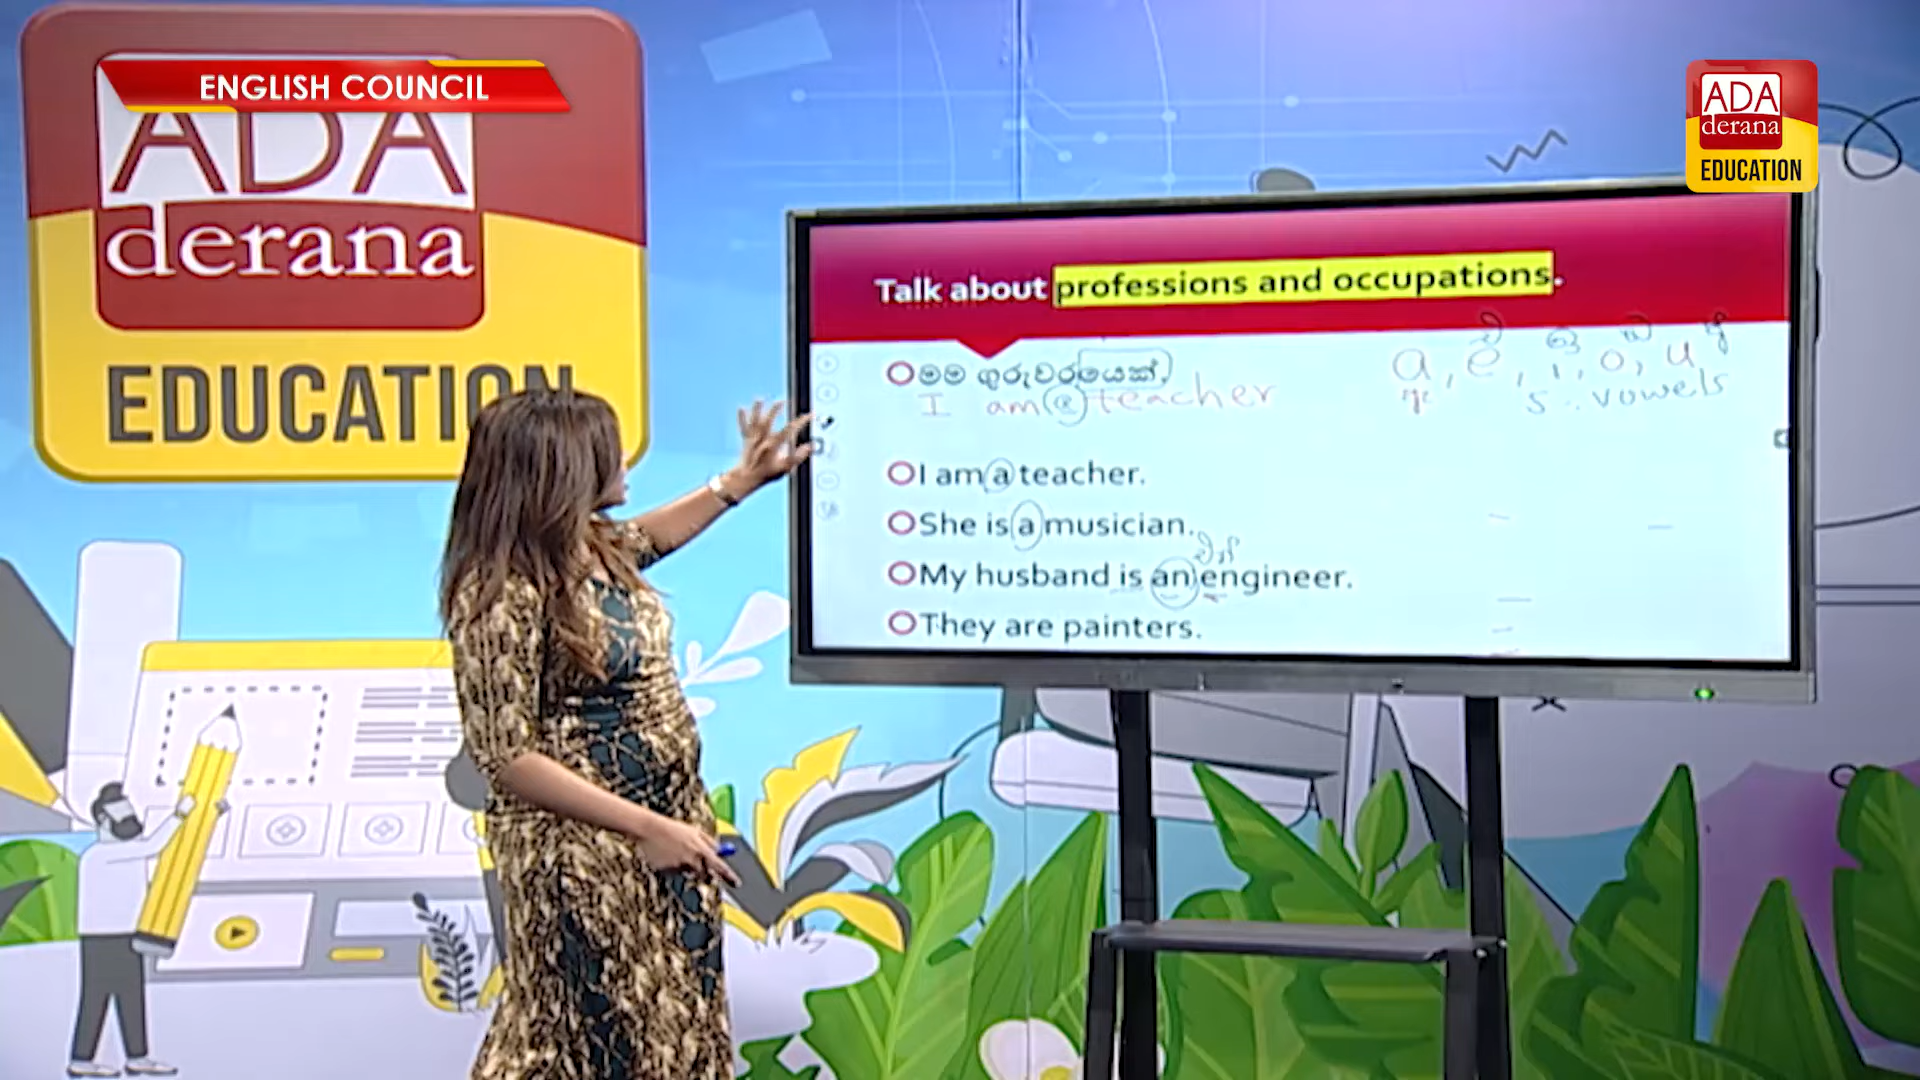 ENGLISH COUNCIL
ADA
derana
EDUCATION
ADA
derana
EDUCATION
Talk about professions and occupations.
මම ගුරුවරයෙක්.
I am a teacher
a, e, i, o, u
5 vowels
I am a teacher.
She is a musician.
My husband is an engineer.
They are painters.